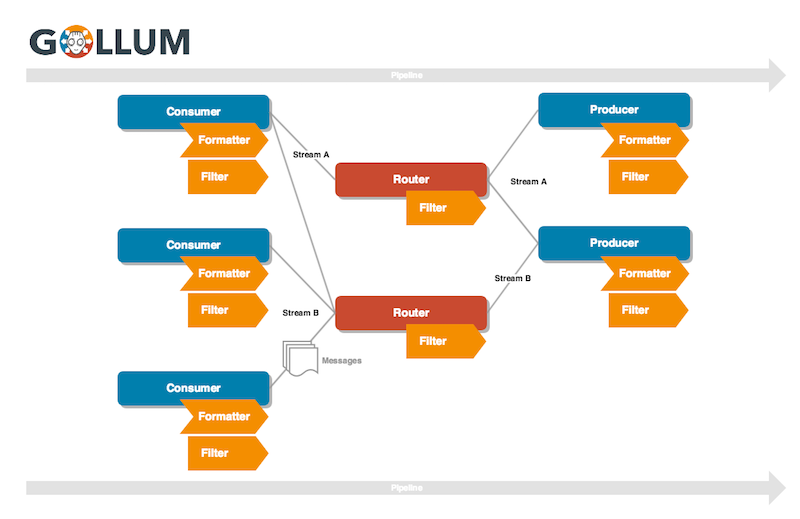 GOLLUM
Pipeline
Consumer
Formatter
Filter
Stream A
Router
Filter
Producer
Formatter
Filter
Stream A
Consumer
Formatter
Filter
Stream B
Router
Filter
Producer
Formatter
Filter
Stream B
Messages
Consumer
Formatter
Filter
Pipeline